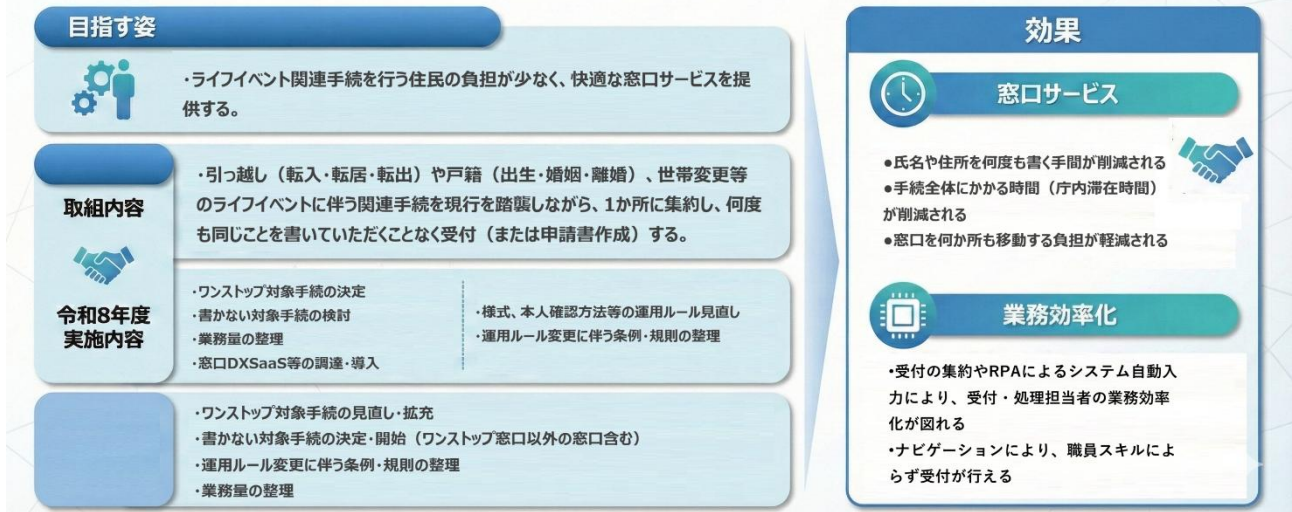 目指す姿
・ライフイベント関連手続を行う住民の負担が少なく、快適な窓口サービスを提
供する。
取組内容
・引っ越し（転入・転居・転出）や戸籍（出生・婚姻・離婚）、世帯変更等
のライフイベントに伴う関連手続を現行を踏襲しながら、1か所に集約し、何度
も同じことを書いていただくことなく受付（または申請書作成）する。
令和8年度
実施内容
・ワンストップ対象手続の決定
・書かない対象手続の検討
・業務量の整理
・窓口DXSaaS等の調達・導入
・様式、本人確認方法等の運用ルール見直し
・運用ルール変更に伴う条例・規則の整理
・ワンストップ対象手続の見直し・拡充
・書かない対象手続の決定・開始（ワンストップ窓口以外の窓口含む）
・運用ルール変更に伴う条例・規則の整理
・業務量の整理
効果
窓口サービス
●氏名や住所を何度も書く手間が削減される
●手続全体にかかる時間（庁内滞在時間）
が削減される
●窓口を何か所も移動する負担が軽減される
業務効率化
・受付の集約やRPAによるシステム自動入
力により、受付・処理担当者の業務効率
化が図れる
・ナビゲーションにより、職員スキルによ
らず受付が行える